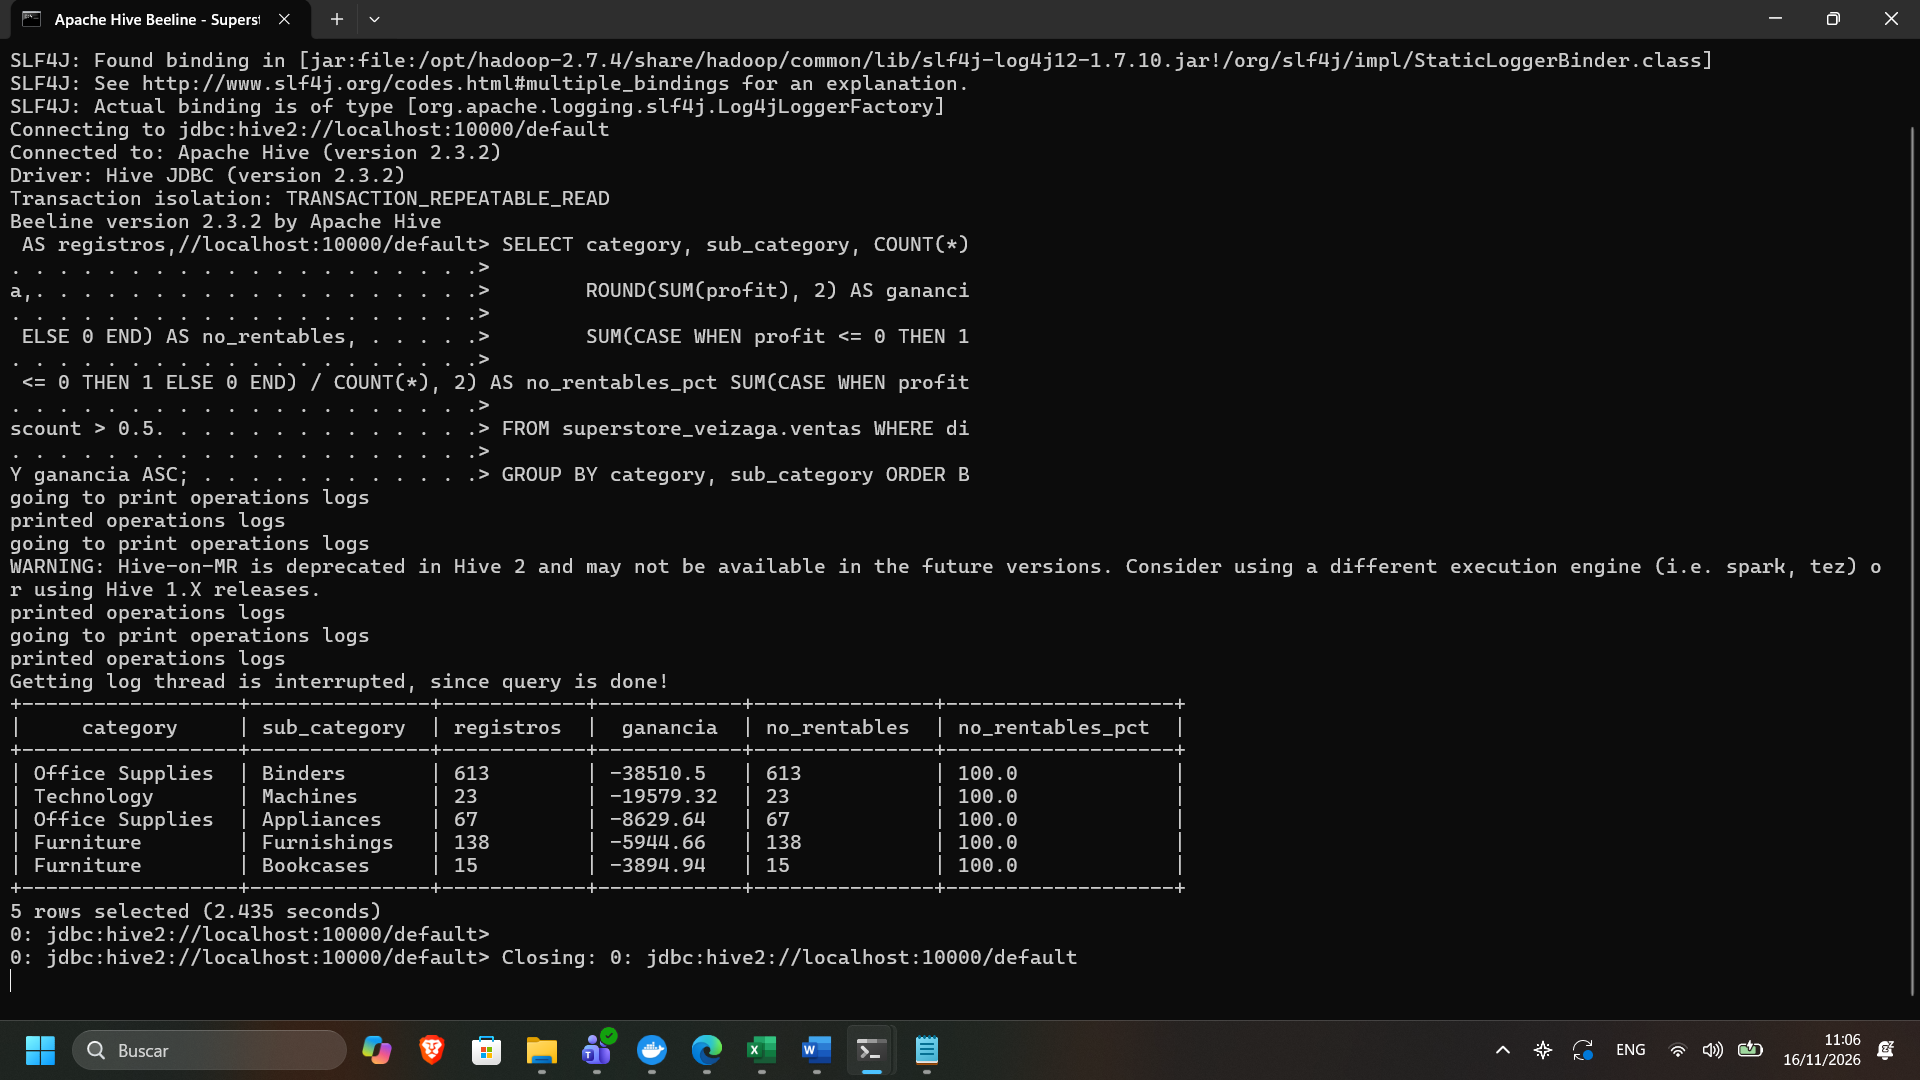 Apache Hive Beeline - Superst
SLF4J: Found binding in [jar:file:/opt/hadoop-2.7.4/share/hadoop/common/lib/slf4j-log4j12-1.7.10.jar!/org/slf4j/impl/StaticLoggerBinder.class]
SLF4J: See http://www.slf4j.org/codes.html#multiple_bindings for an explanation.
SLF4J: Actual binding is of type [org.apache.logging.slf4j.Log4jLoggerFactory]
Connecting to jdbc:hive2://localhost:10000/default
Connected to: Apache Hive (version 2.3.2)
Driver: Hive JDBC (version 2.3.2)
Transaction isolation: TRANSACTION_REPEATABLE_READ
Beeline version 2.3.2 by Apache Hive
 AS registros,//localhost:10000/default> SELECT category, sub_category, COUNT(*)
. . . . . . . . . . . . . . . . . . . .>
a,. . . . . . . . . . . . . . . . . . .>        ROUND(SUM(profit), 2) AS gananci
. . . . . . . . . . . . . . . . . . . .>
 ELSE 0 END) AS no_rentables, . . . . .>        SUM(CASE WHEN profit <= 0 THEN 1
. . . . . . . . . . . . . . . . . . . .>
 <= 0 THEN 1 ELSE 0 END) / COUNT(*), 2) AS no_rentables_pct SUM(CASE WHEN profit
. . . . . . . . . . . . . . . . . . . .>
scount > 0.5. . . . . . . . . . . . . .> FROM superstore_veizaga.ventas WHERE di
. . . . . . . . . . . . . . . . . . . .>
Y ganancia ASC; . . . . . . . . . . . .> GROUP BY category, sub_category ORDER B
going to print operations logs
printed operations logs
going to print operations logs
WARNING: Hive-on-MR is deprecated in Hive 2 and may not be available in the future versions. Consider using a different execution engine (i.e. spark, tez) o
r using Hive 1.X releases.
printed operations logs
going to print operations logs
printed operations logs
Getting log thread is interrupted, since query is done!
+------------------+---------------+------------+------------+---------------+-------------------+
|     category     | sub_category  | registros  |  ganancia  | no_rentables  | no_rentables_pct  |
+------------------+---------------+------------+------------+---------------+-------------------+
| Office Supplies  | Binders       | 613        | -38510.5   | 613           | 100.0             |
| Technology       | Machines      | 23         | -19579.32  | 23            | 100.0             |
| Office Supplies  | Appliances    | 67         | -8629.64   | 67            | 100.0             |
| Furniture        | Furnishings   | 138        | -5944.66   | 138           | 100.0             |
| Furniture        | Bookcases     | 15         | -3894.94   | 15            | 100.0             |
+------------------+---------------+------------+------------+---------------+-------------------+
5 rows selected (2.435 seconds)
0: jdbc:hive2://localhost:10000/default>
0: jdbc:hive2://localhost:10000/default> Closing: 0: jdbc:hive2://localhost:10000/default
Buscar
ENG
11:06
16/11/2026